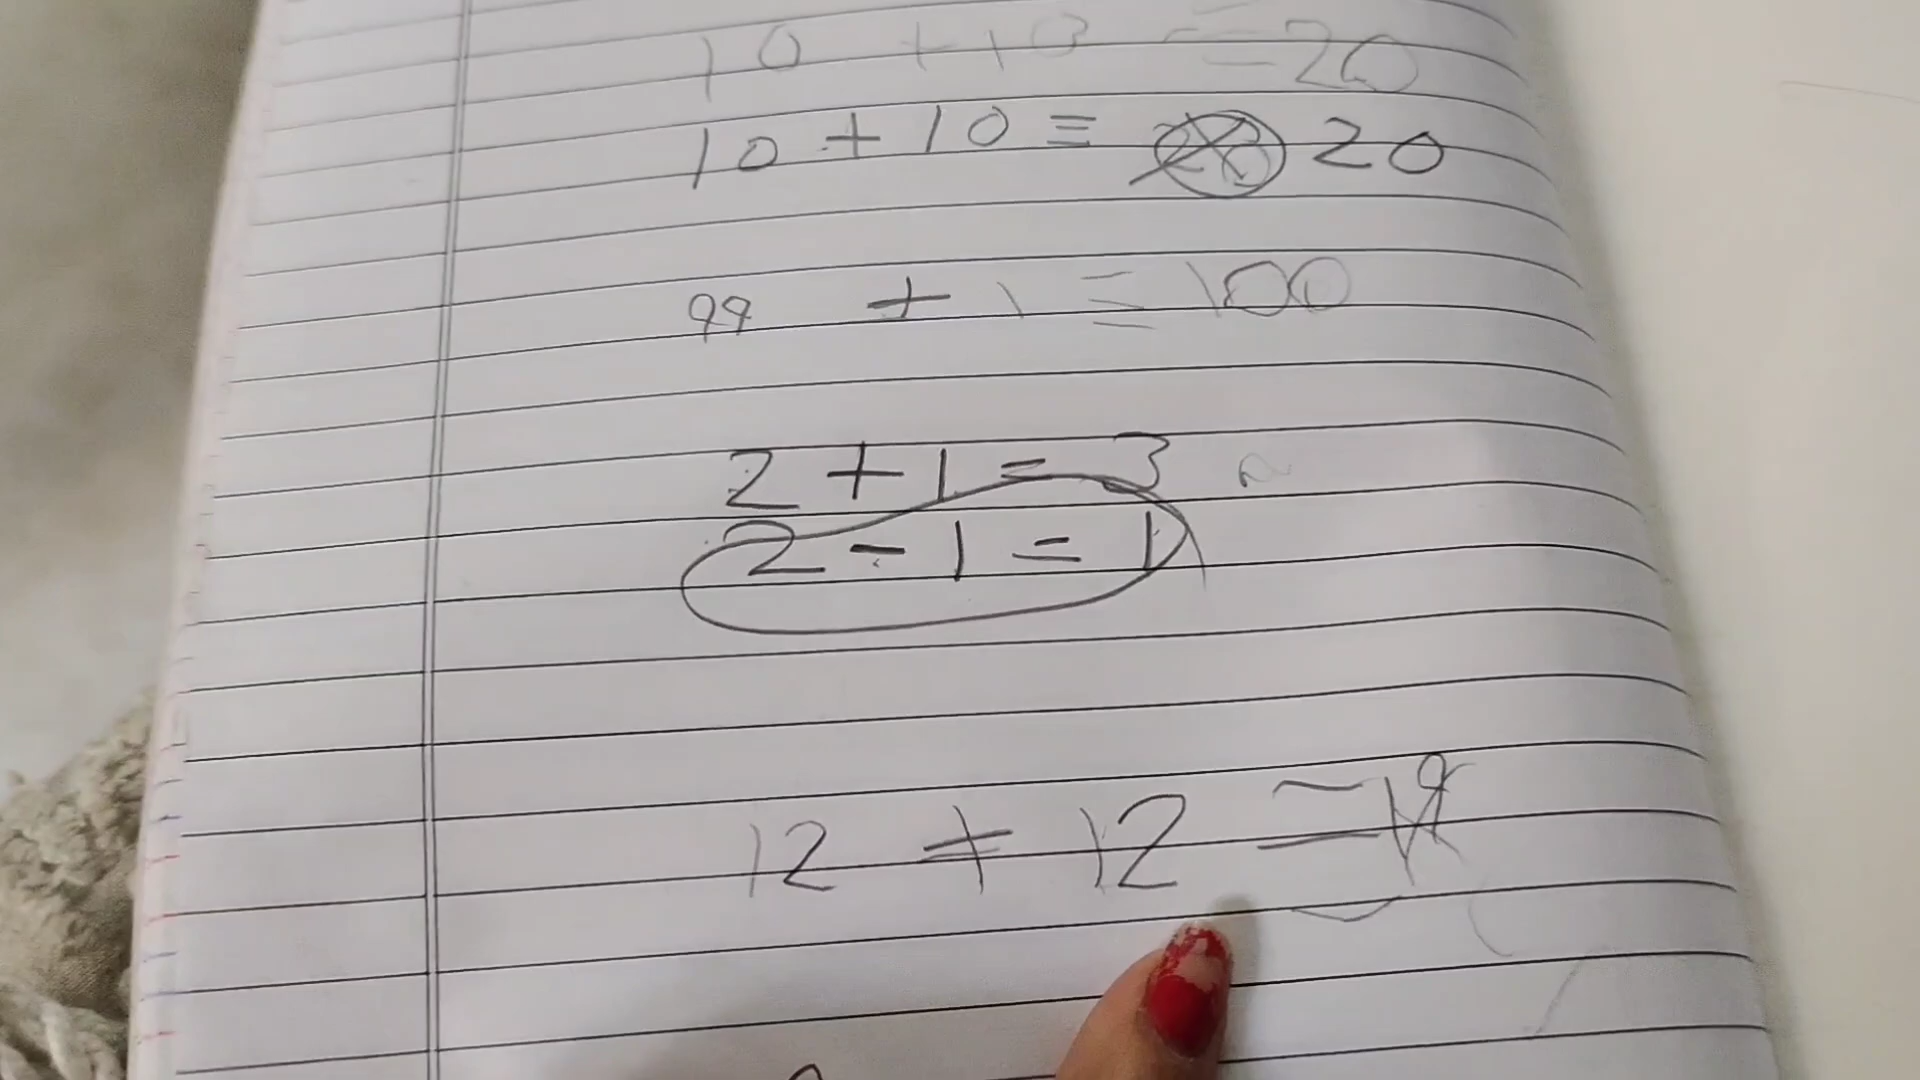 10 + 10 = 20
10 + 10 = 20
99 + 1 = 100
2 + 1 = 3
2 - 1 = 1
12 + 12 =